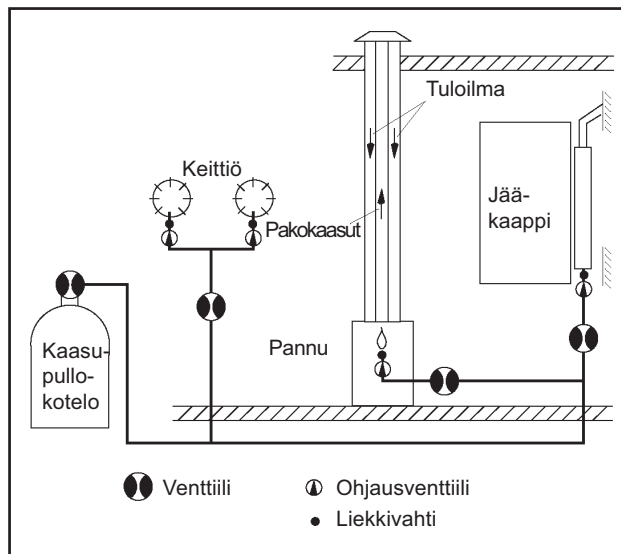 Tuloilma
Keittiö
Pakokaasut
Jää-
kaappi
Pannu
Kaasu-
pullo-
kotelo
Venttiili
Ohjausventtiili
Liekkivahti